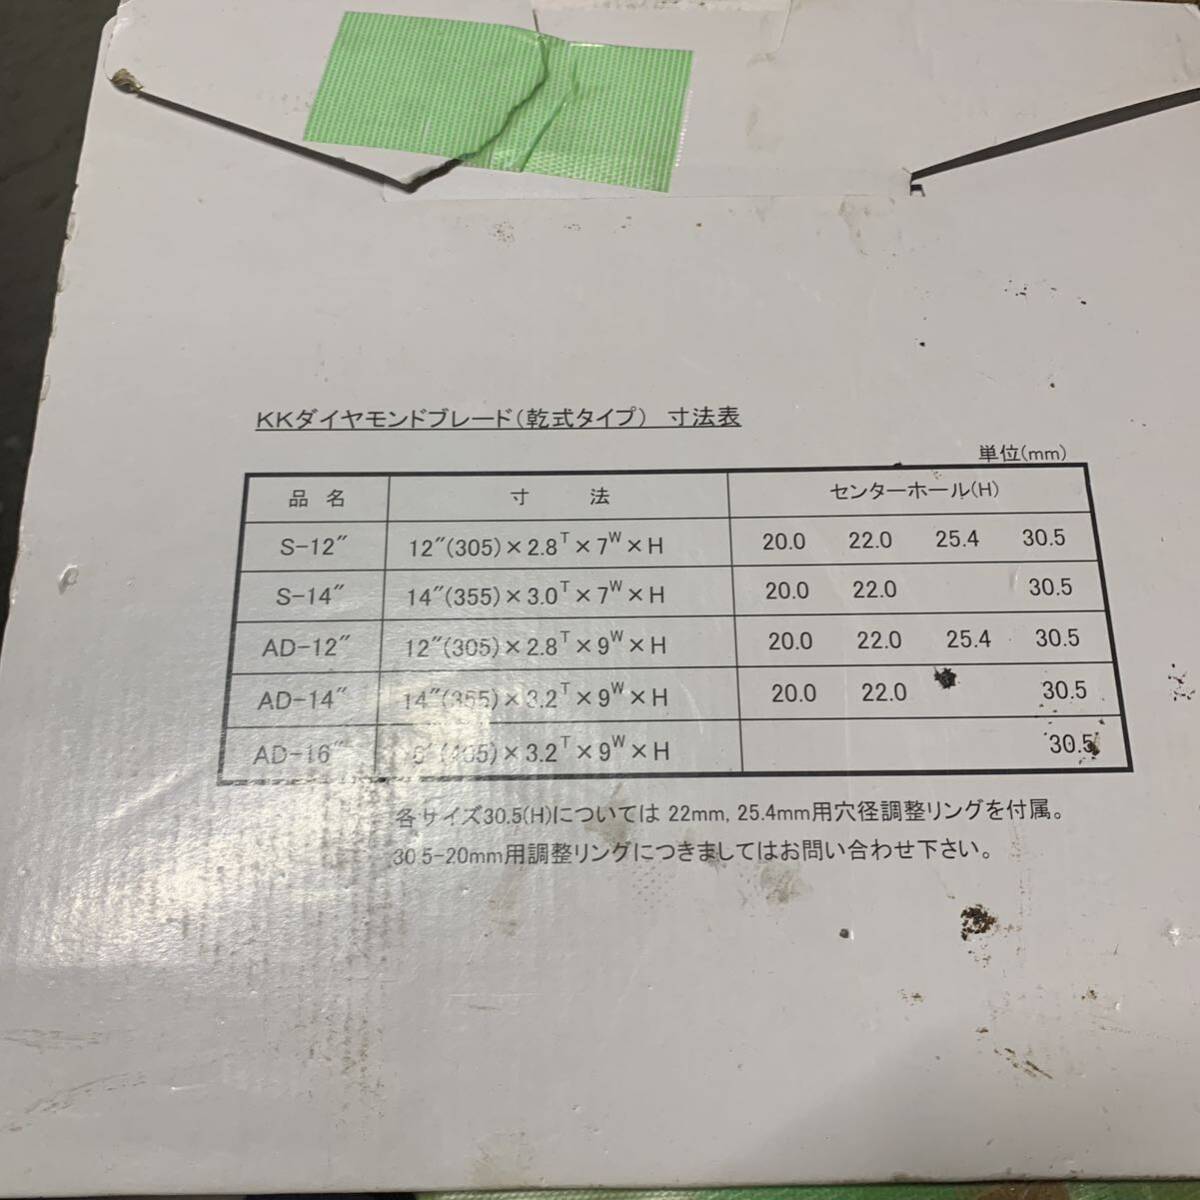 KKダイヤモンドブレード（乾式タイプ） 寸法表
単位(mm)
品 名 寸 法 センターホール(H)
S-12″ 12″(305)×2.8T×7W×H 20.0 22.0 25.4 30.5
S-14″ 14″(355)×3.0T×7W×H 20.0 22.0 30.5
AD-12″ 12″(305)×2.8T×9W×H 20.0 22.0 25.4 30.5
AD-14″ 14″(355)×3.2T×9W×H 20.0 22.0 30.5
AD-16″ ×3.2T×9W×H 30.5
各サイズ30.5(H)については 22mm, 25.4mm用穴径調整リングを付属。
30.5-20mm用調整リングにつきましてはお問い合わせ下さい。